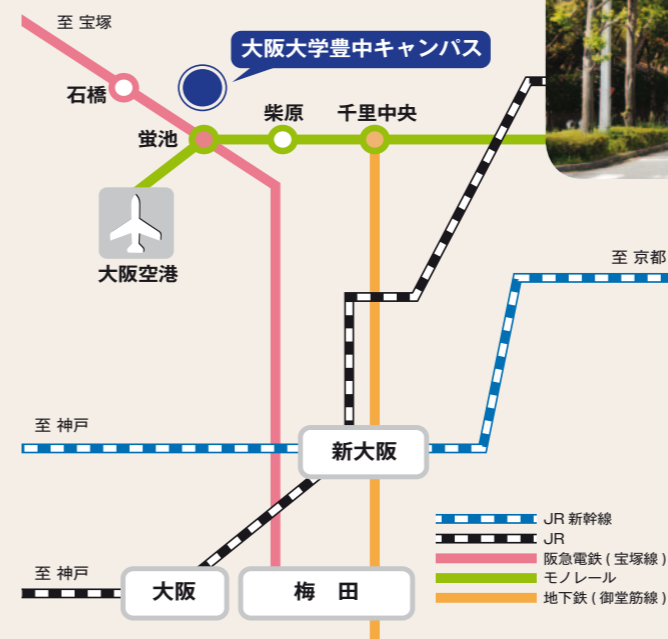 至 宝塚
大阪大学豊中キャンパス
石橋
柴原
千里中央
蛍池
大阪空港
至 京都
至 神戸
新大阪
JR 新幹線
JR
阪急電鉄 ( 宝塚線 )
モノレール
地下鉄 ( 御堂筋線 )
至 神戸
大阪
梅　田